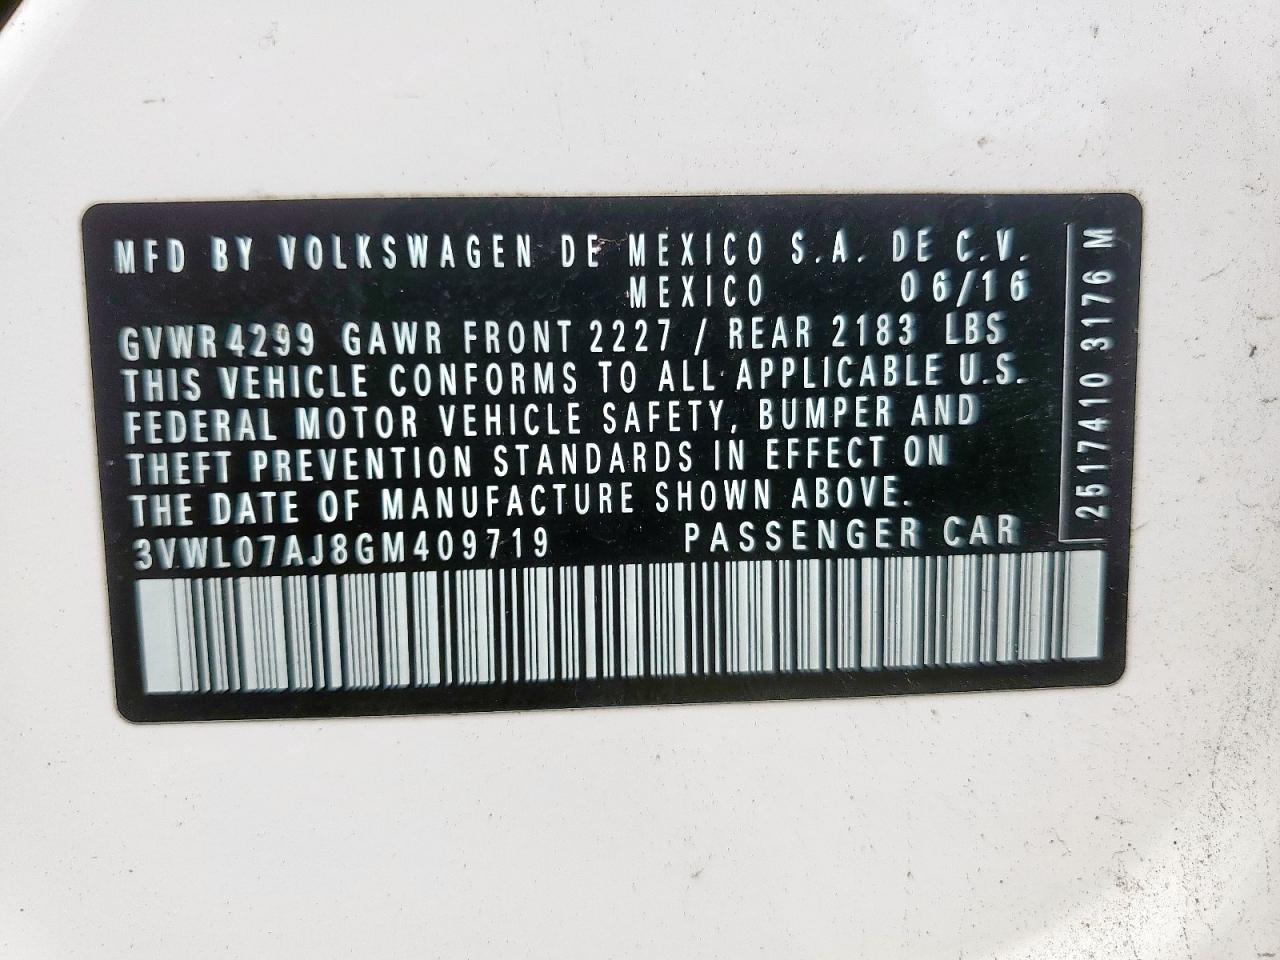 MFD BY VOLKSWAGEN DE MEXICO S.A. DE C.V.
MEXICO 06/16
GVWR 4299 GAWR FRONT 2227 / REAR 2183 LBS
THIS VEHICLE CONFORMS TO ALL APPLICABLE U.S.
FEDERAL MOTOR VEHICLE SAFETY, BUMPER AND
THEFT PREVENTION STANDARDS IN EFFECT ON
THE DATE OF MANUFACTURE SHOWN ABOVE.
3VWL07AJ8GM409719 PASSENGER CAR
2517410 3176 M